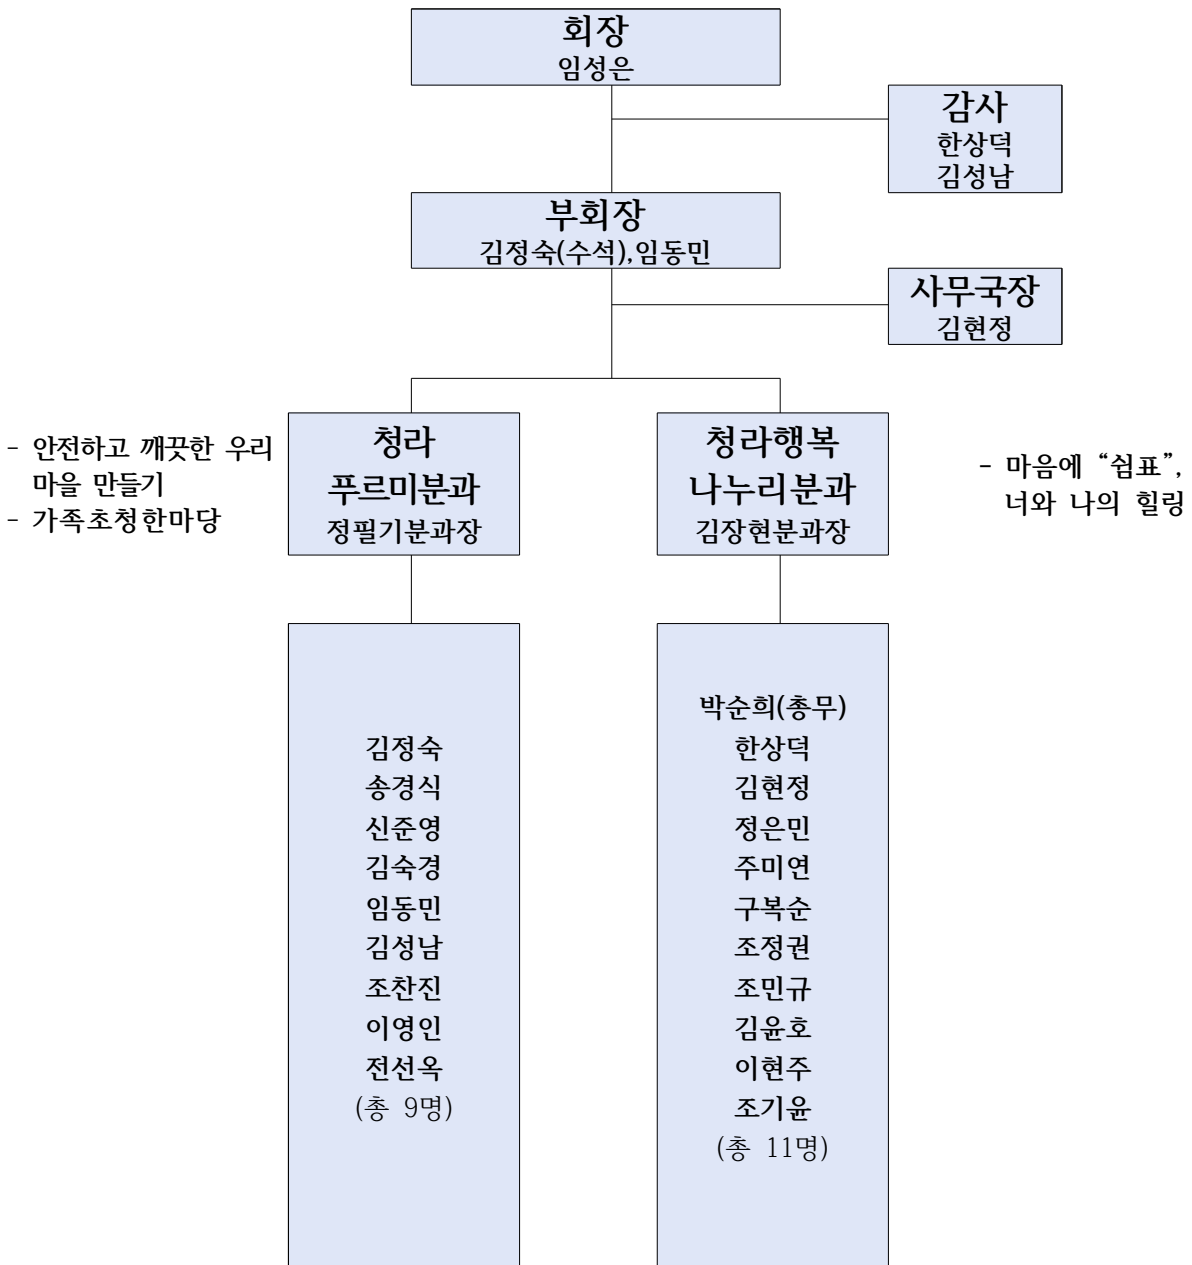 회장
임성은
감사
한상덕
김성남
부회장
김정숙(수석),임동민
사무국장
김현정
- 안전하고 깨끗한 우리
마을 만들기
- 가족초청한마당
청라
푸르미분과
정필기분과장
청라행복
나누리분과
김장현분과장
- 마음에 “쉼표”,
너와 나의 힐링
김정숙
송경식
신준영
김숙경
임동민
김성남
조찬진
이영인
전선옥
(총 9명)
박순희(총무)
한상덕
김현정
정은민
주미연
구복순
조정권
조민규
김윤호
이현주
조기윤
(총 11명)